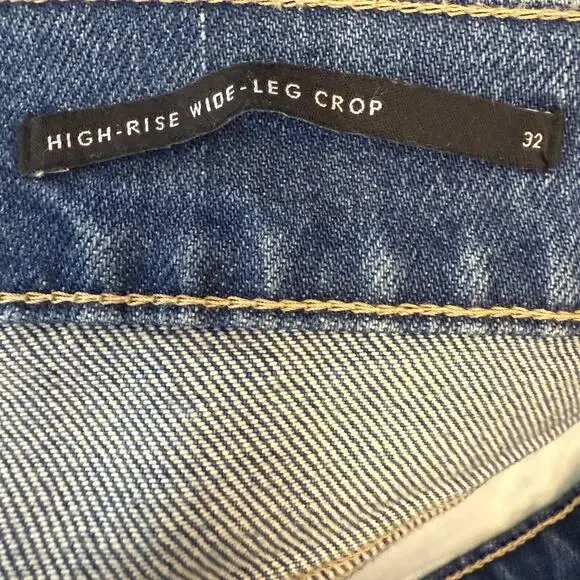 HIGH-RISE WIDE-LEG CROP 32